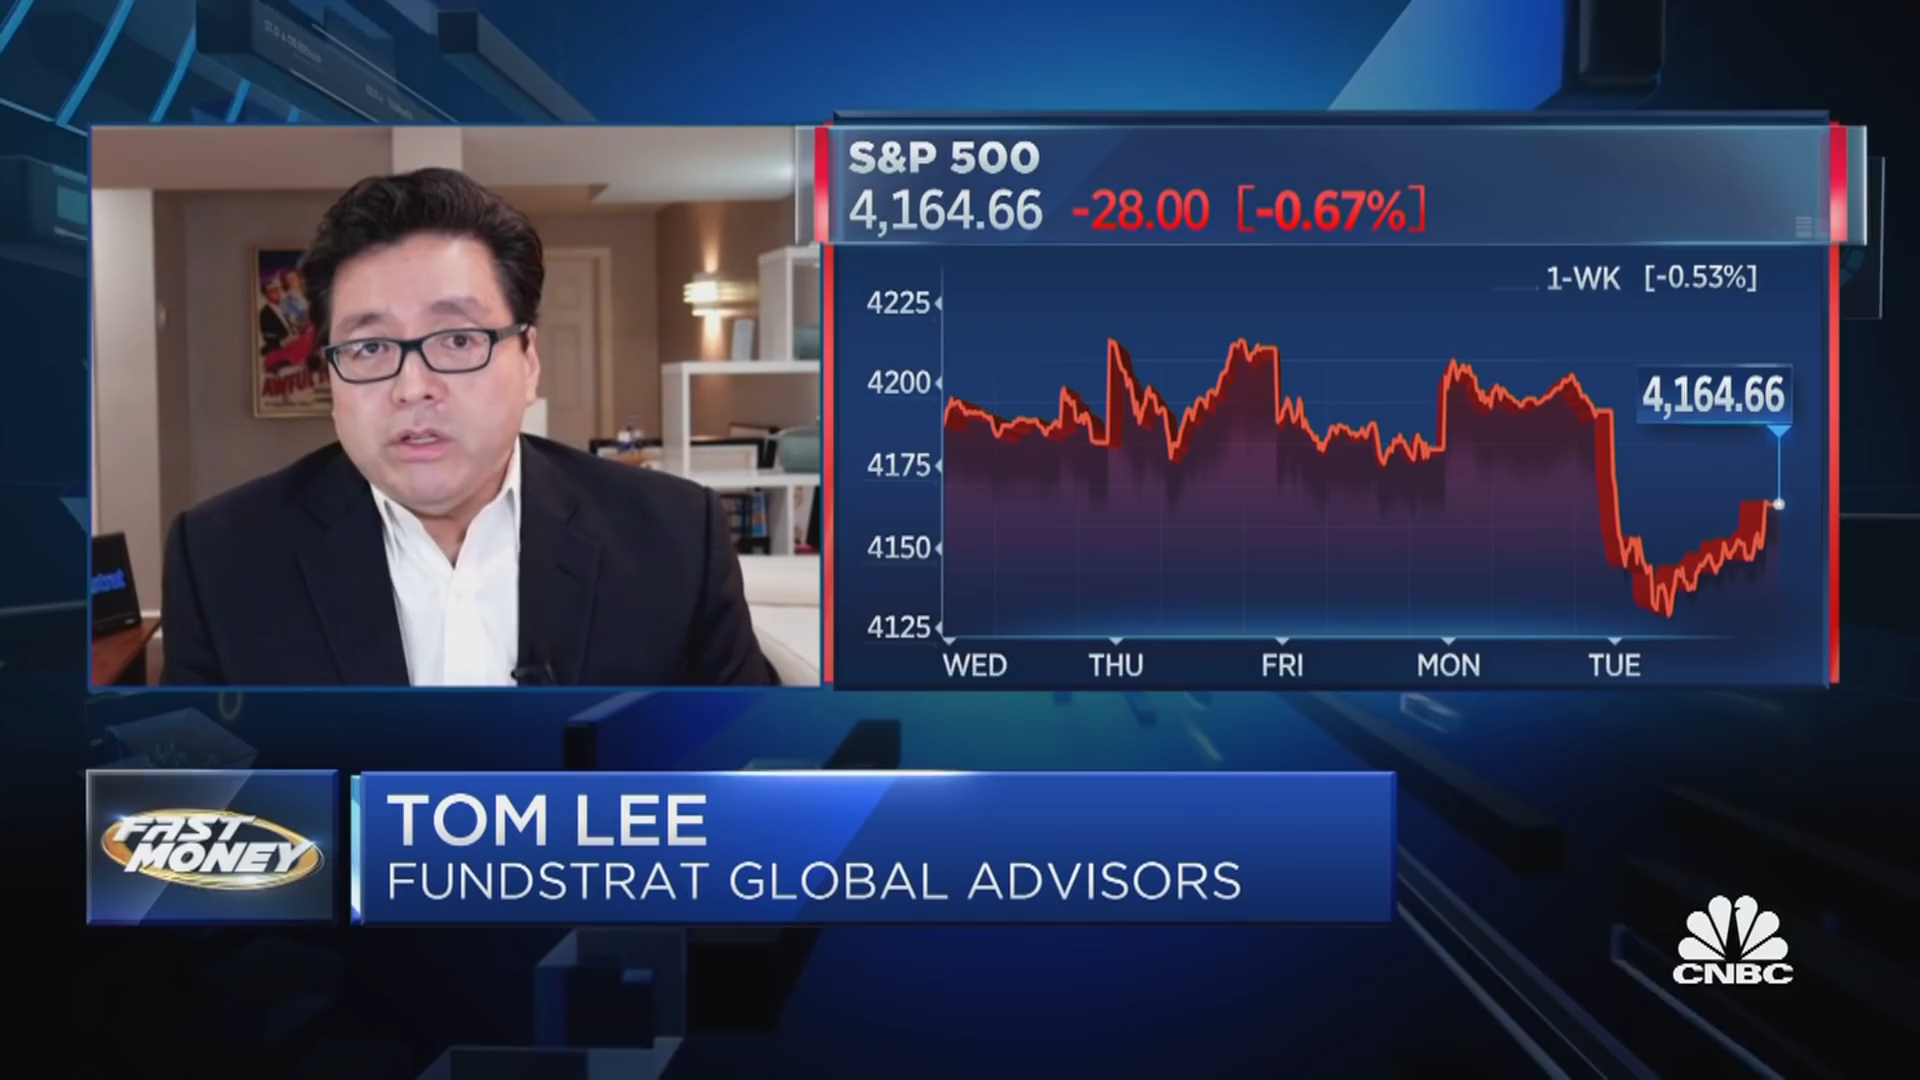 S&P 500
4,164.66 -28.00 [-0.67%]
1-WK [-0.53%]
4225
4200
4175
4150
4125
4,164.66
WED THU FRI MON TUE
AWFUL
FAST
MONEY
TOM LEE
FUNDSTRAT GLOBAL ADVISORS
CNBC